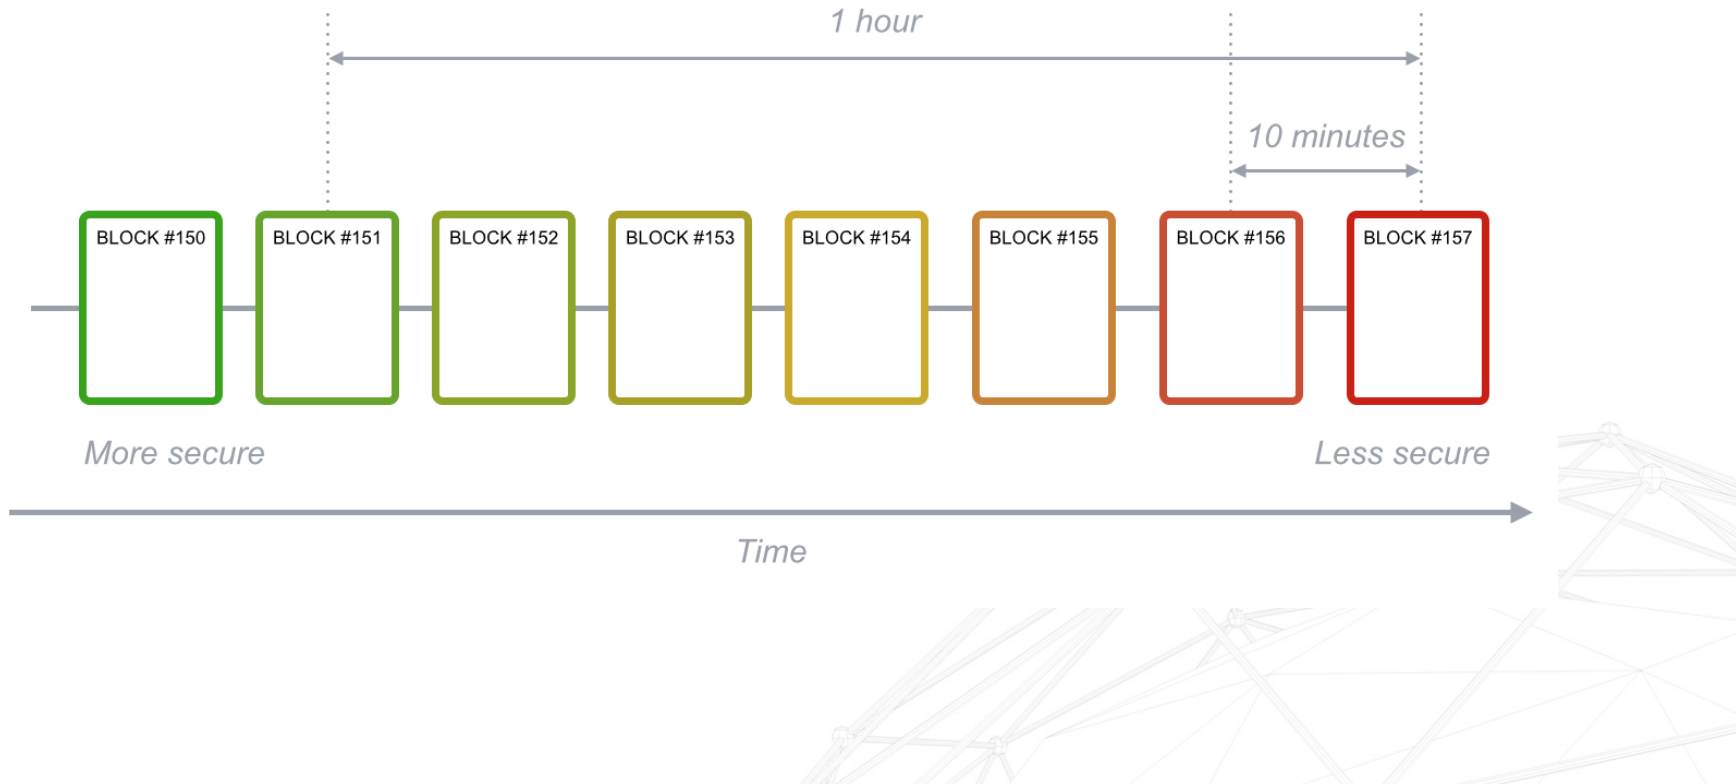 1 hour
10 minutes
BLOCK #150
BLOCK #151
BLOCK #152
BLOCK #153
BLOCK #154
BLOCK #155
BLOCK #156
BLOCK #157
More secure
Less secure
Time